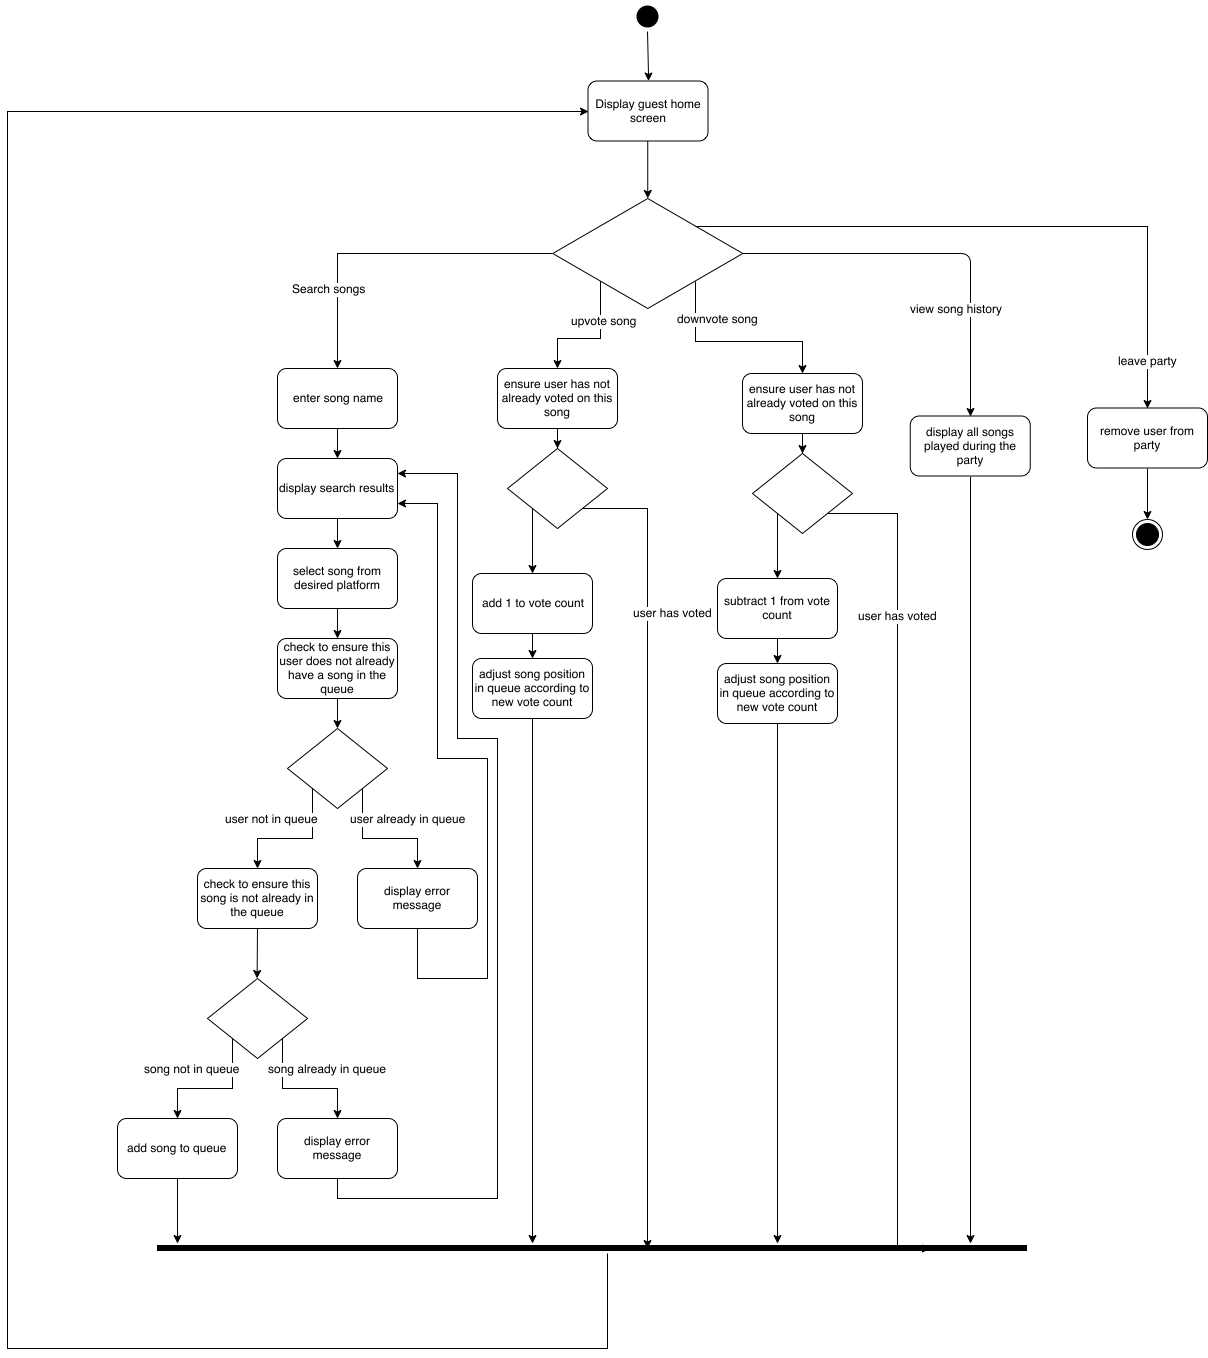 Display guest home
screen
Search songs
upvote song
downvote song
view song history
leave party
enter song name
ensure user has not
already voted on this
song
ensure user has not
already voted on this
song
display all songs
played during the
party
remove user from
party
display search results
select song from
desired platform
add 1 to vote count
user has voted
subtract 1 from vote
count
user has voted
check to ensure this
user does not already
have a song in the
queue
adjust song position
in queue according to
new vote count
adjust song position
in queue according to
new vote count
user not in queue
user already in queue
check to ensure this
song is not already in
the queue
display error
message
song not in queue
song already in queue
add song to queue
display error
message